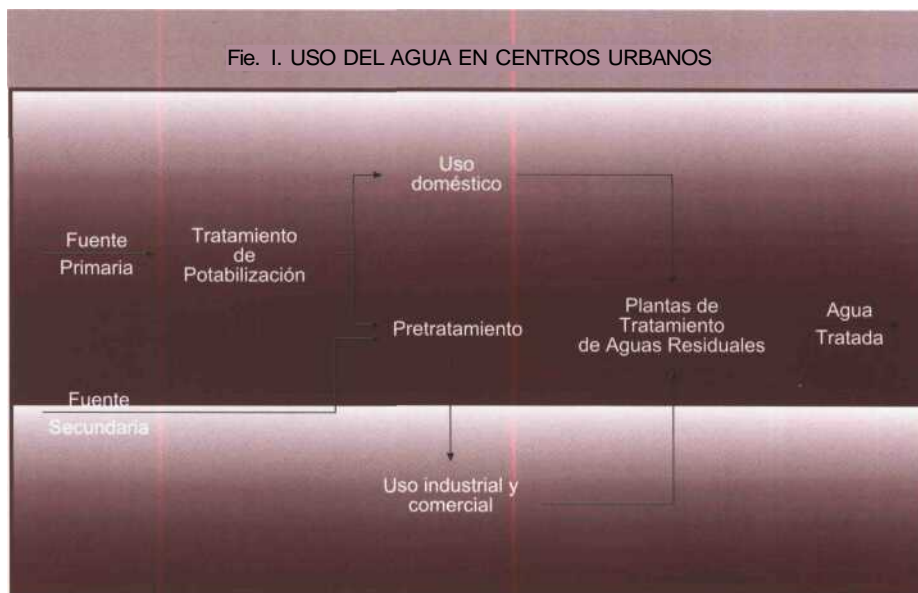 Fie. I. USO DEL AGUA EN CENTROS URBANOS
Uso
doméstico
Fuente
Primaria
Tratamiento
de
Potabilización
Pretratamiento
Plantas de
Tratamiento
de Aguas Residuales
Agua
Tratada
Fuente
Secundaria
Uso industrial y
comercial